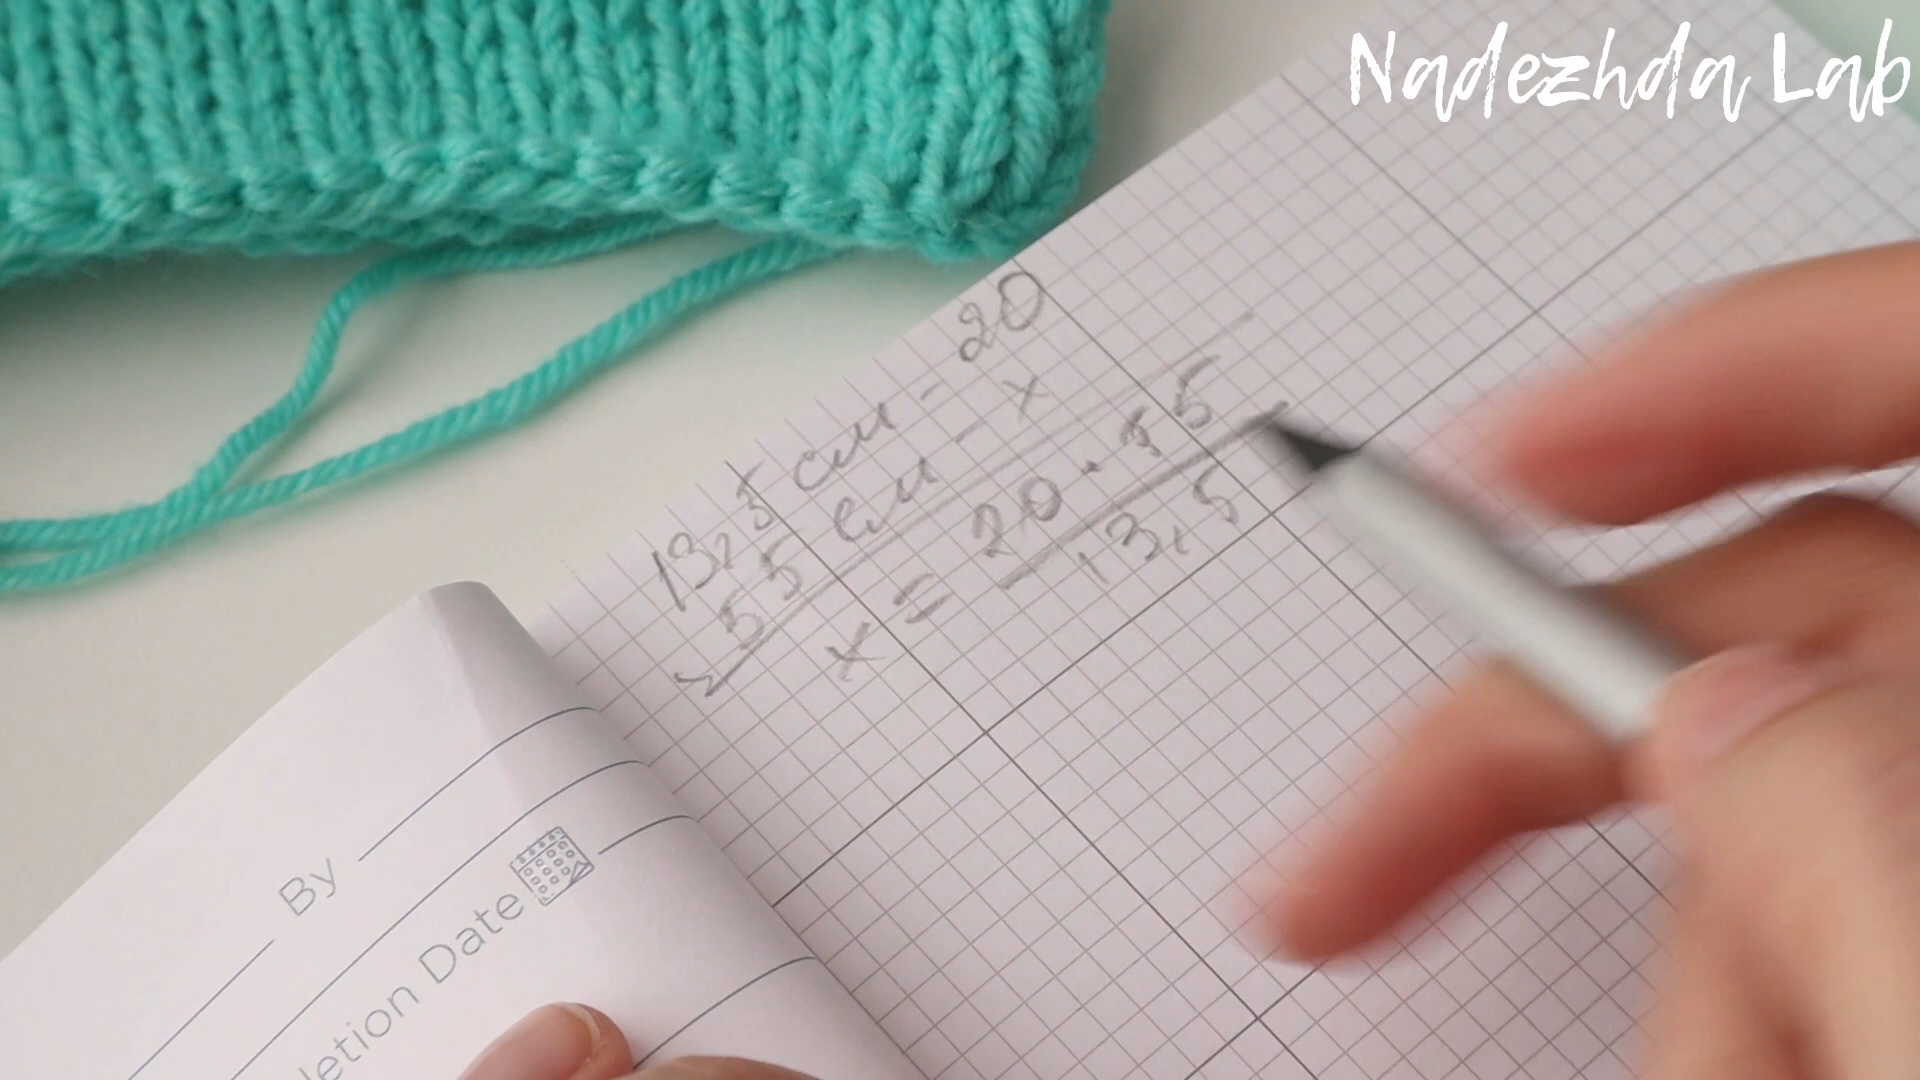 Nadezhda Lab
13,5 см - 20
55 см - x
x = 20 · 55
13,5
By
letion Date